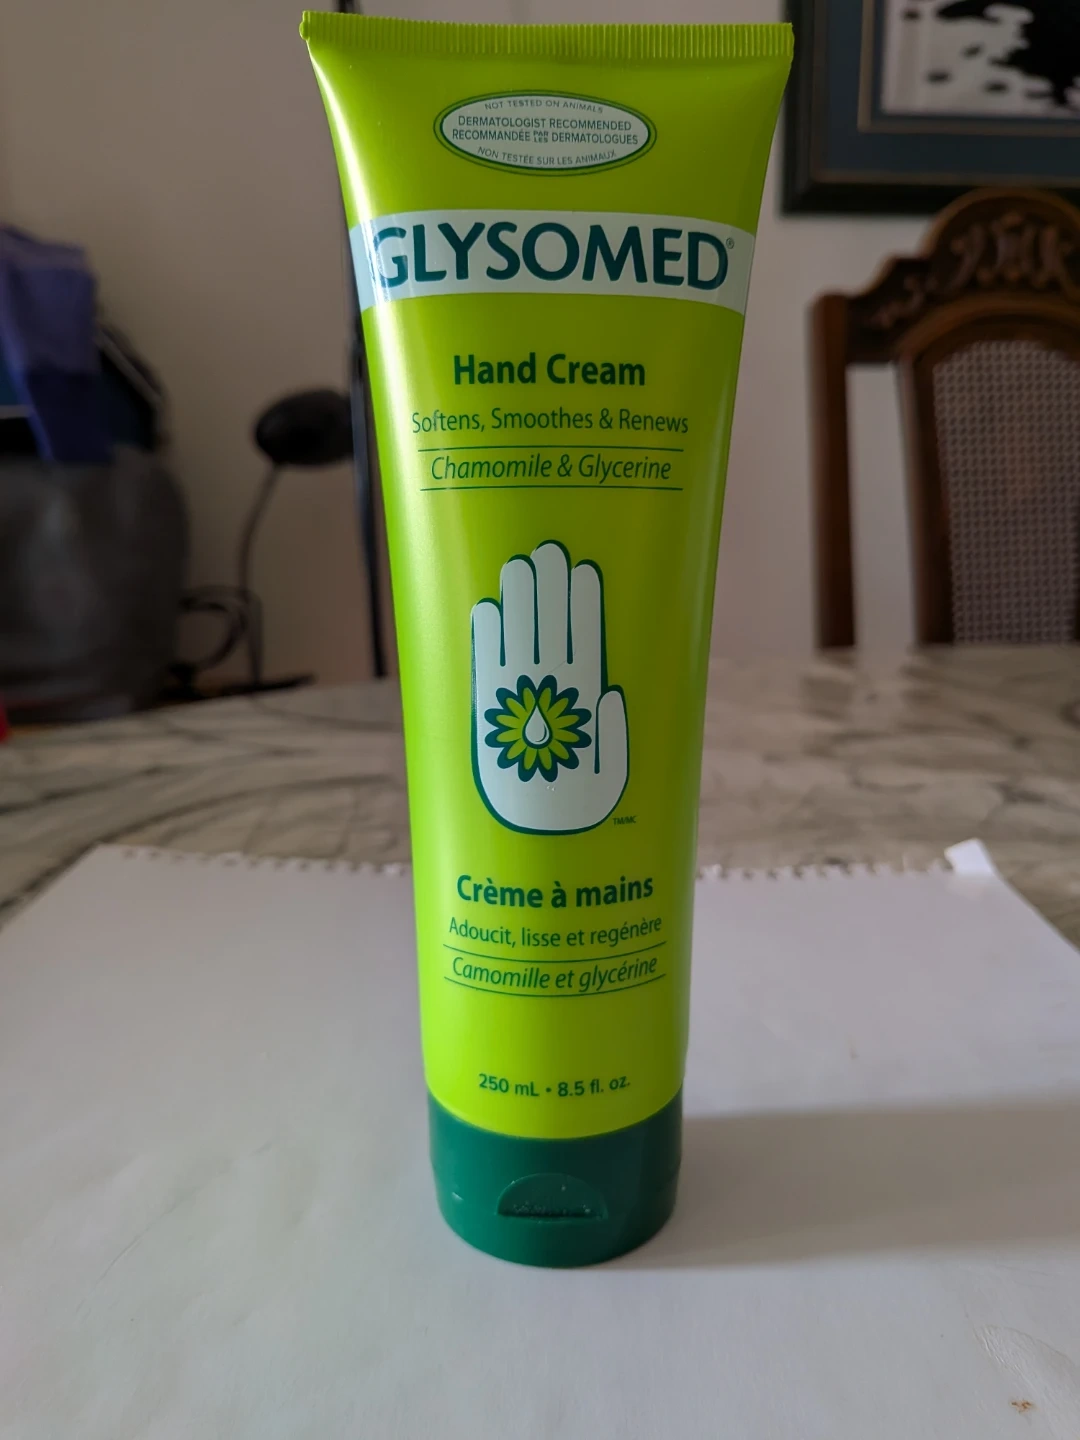 NOT TESTED ON ANIMALS
DERMATOLOGIST RECOMMENDED
RECOMMANDÉE PAR LES DERMATOLOGUES
NON TESTÉE SUR LES ANIMAUX
GLYSOMED®
Hand Cream
Softens, Smoothes & Renews
Chamomile & Glycerine
TM/MC
Crème à mains
Adoucit, lisse et regénère
Camomille et glycérine
250 mL • 8.5 fl. oz.